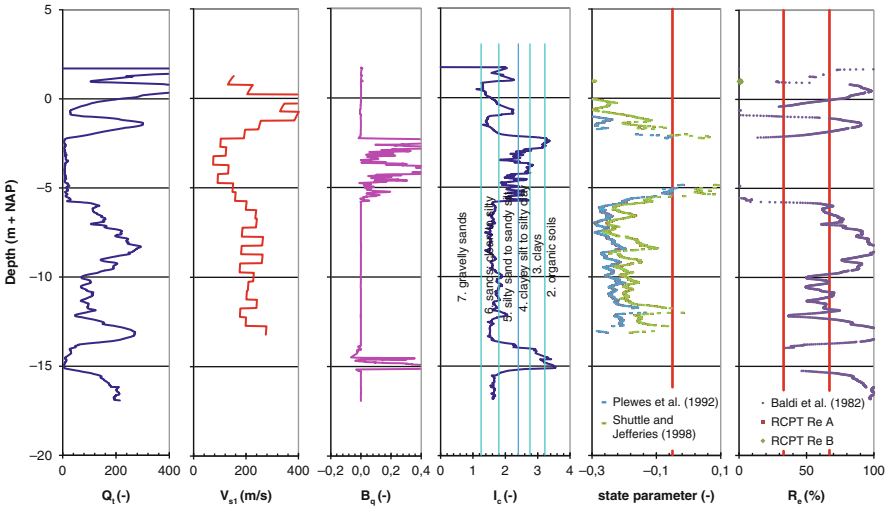 Depth (m + NAP)
5
0
−5
−10
−15
−20
0 200 400
Qt(-)
0 100 200 300 400
Vs1(m/s)
−0,2 0,0 0,2 0,4
Bq(-)
7. gravelly sands
6. sands: clean to silty
5. silty sand to sandy silt
4. clayey silt to silty clay
3. clays
2. organic soils
0 1 2 3 4
Ic(-)
Plewes et al. (1992)
Shuttle and
Jefferies (1998)
−0,3 −0,1 0,1
state parameter (-)
Baldi et al. (1982)
RCPT Re A
RCPT Re B
0 50 100
Re(%)